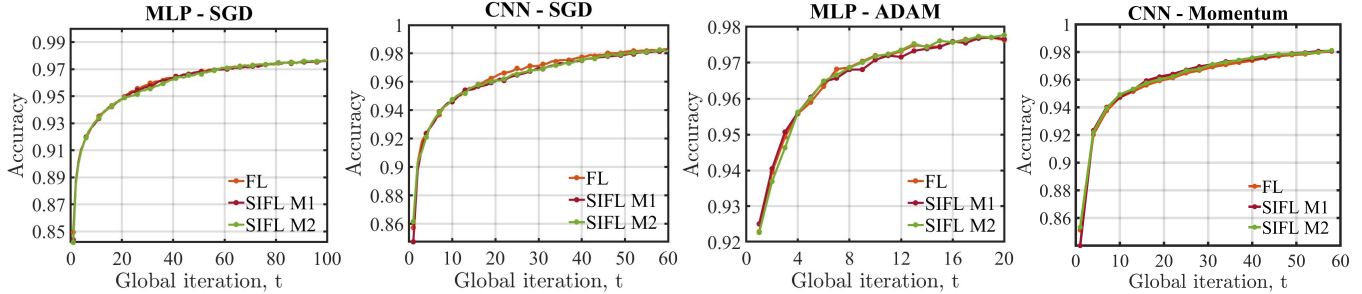 MLP - SGD
Accuracy
0.99
0.97
0.95
0.93
0.91
0.89
0.87
0.85
0 20 40 60 80 100
Global iteration, t
FL
SIFL M1
SIFL M2
CNN - SGD
Accuracy
1
0.98
0.96
0.94
0.92
0.9
0.88
0.86
0 10 20 30 40 50 60
Global iteration, t
FL
SIFL M1
SIFL M2
MLP - ADAM
Accuracy
0.98
0.97
0.96
0.95
0.94
0.93
0.92
0 4 8 12 16 20
Global iteration, t
FL
SIFL M1
SIFL M2
CNN - Momentum
Accuracy
1
0.98
0.96
0.94
0.92
0.9
0.88
0.86
0 10 20 30 40 50 60
Global iteration, t
FL
SIFL M1
SIFL M2